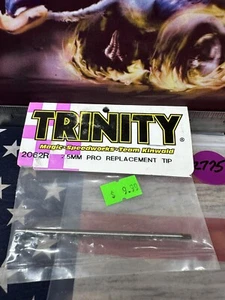 TRINITY®
Magic•Speedworks•Team Kinwald
2062R .5MM PRO REPLACEMENT TIP
$ 9.99